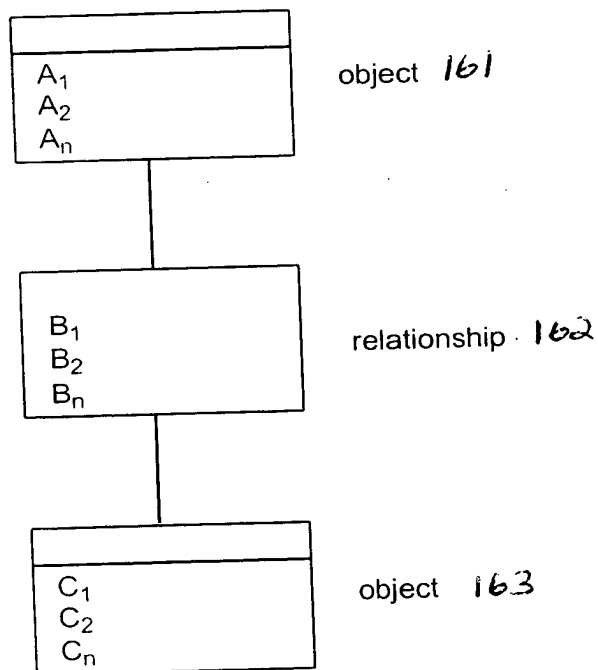 A₁
A₂
Aₙ
object 161
B₁
B₂
Bₙ
relationship 162
C₁
C₂
Cₙ
object 163